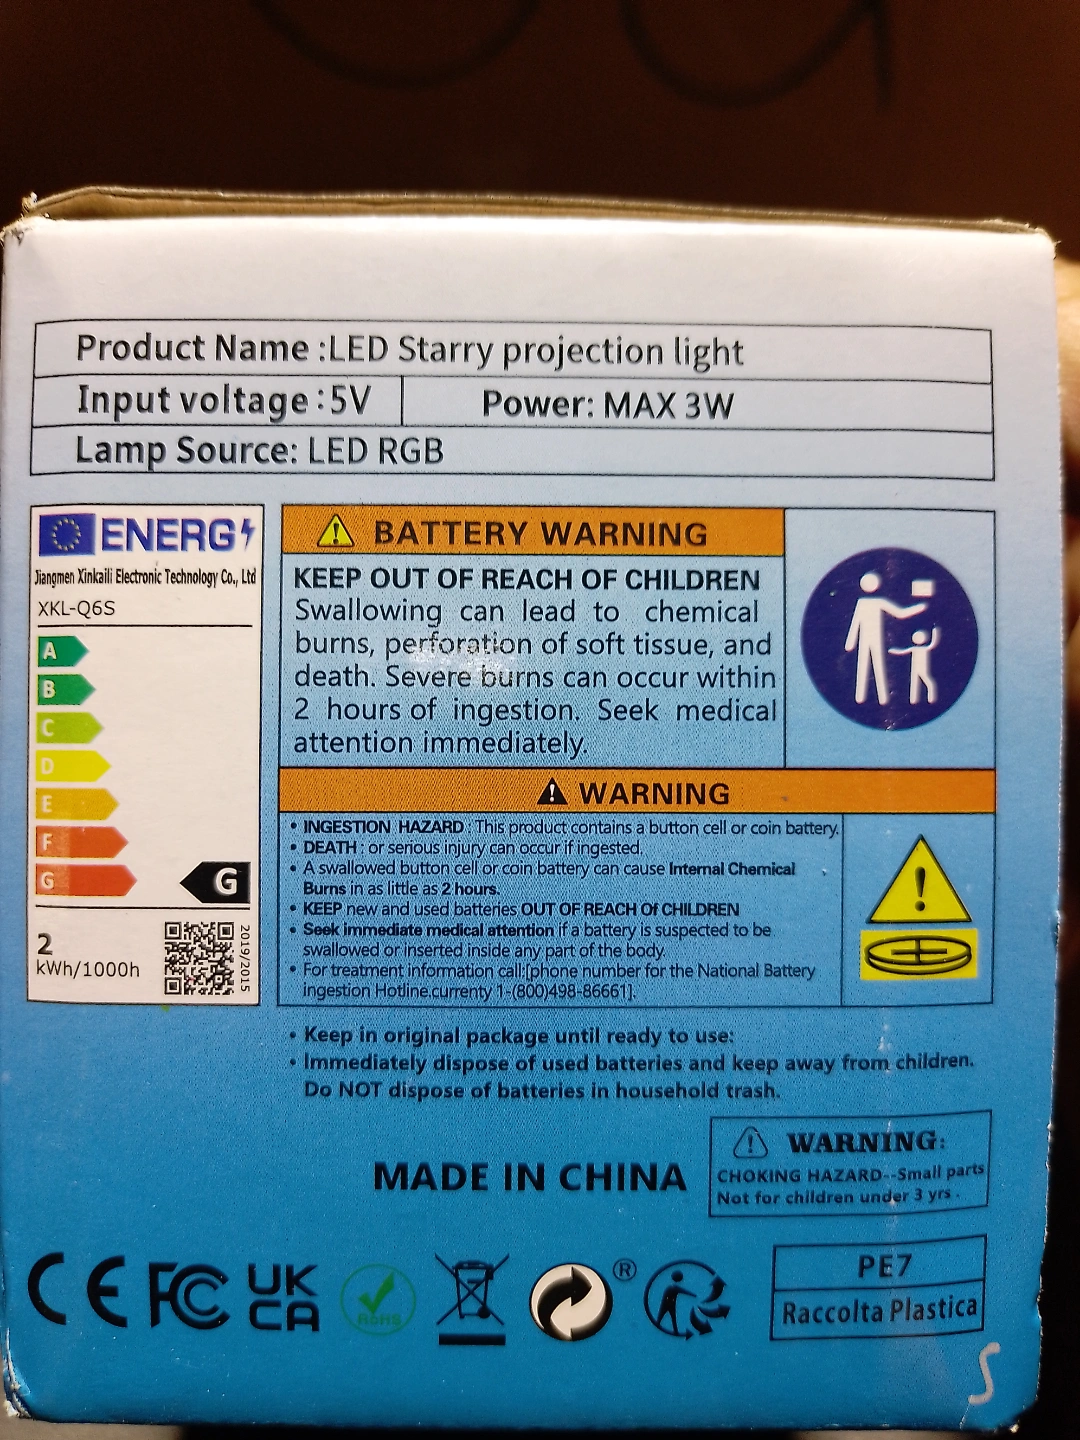 Product Name :LED Starry projection light
Input voltage:5V
Power: MAX 3W
Lamp Source: LED RGB
ENERG
Jiangmen Xinkaili Electronic Technology Co., Ltd
XKL-Q6S
A
B
C
D
E
F
G
G
2
kWh/1000h
2019/2015
BATTERY WARNING
KEEP OUT OF REACH OF CHILDREN
Swallowing can lead to chemical
burns, perforation of soft tissue, and
death. Severe burns can occur within
2 hours of ingestion. Seek medical
attention immediately.
WARNING
• INGESTION HAZARD : This product contains a button cell or coin battery.
• DEATH : or serious injury can occur if ingested.
• A swallowed button cell or coin battery can cause Internal Chemical
Burns in as little as 2 hours.
• KEEP new and used batteries OUT OF REACH Of CHILDREN
• Seek immediate medical attention if a battery is suspected to be
swallowed or inserted inside any part of the body.
• For treatment information call:[phone number for the National Battery
ingestion Hotline.currenty 1-(800)498-86661].
• Keep in original package until ready to use:
• Immediately dispose of used batteries and keep away from children.
Do NOT dispose of batteries in household trash.
MADE IN CHINA
WARNING:
CHOKING HAZARD--Small parts
Not for children under 3 yrs .
CE FC UK
CA
RoHS
®
PE7
Raccolta Plastica
S